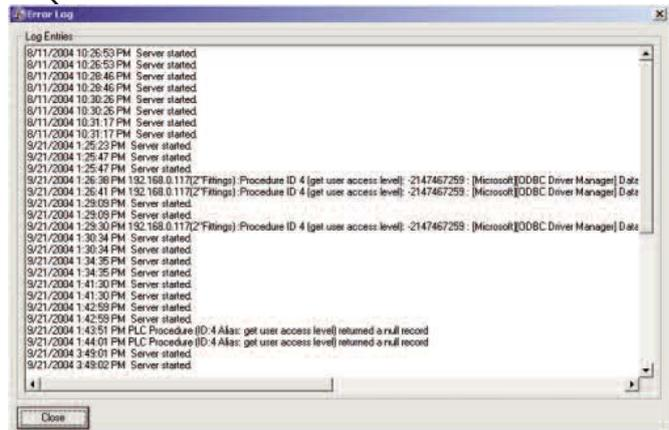 Error Log
Log Entries
8/11/2004 10:26:53 PM Server started.
8/11/2004 10:26:53 PM Server started.
8/11/2004 10:28:46 PM Server started.
8/11/2004 10:28:46 PM Server started.
8/11/2004 10:30:26 PM Server started.
8/11/2004 10:30:26 PM Server started.
8/11/2004 10:31:17 PM Server started.
8/11/2004 10:31:17 PM Server started.
9/21/2004 1:25:23 PM Server started.
9/21/2004 1:25:47 PM Server started.
9/21/2004 1:25:47 PM Server started.
9/21/2004 1:26:38 PM 192.168.0.117(2"Fittings) :Procedure ID 4 (get user access level): -2147467259 : [Microsoft][ODBC Driver Manager] Data
9/21/2004 1:26:41 PM 192.168.0.117(2"Fittings) :Procedure ID 4 (get user access level): -2147467259 : [Microsoft][ODBC Driver Manager] Data
9/21/2004 1:29:09 PM Server started.
9/21/2004 1:29:09 PM Server started.
9/21/2004 1:29:30 PM 192.168.0.117(2"Fittings) :Procedure ID 4 (get user access level): -2147467259 : [Microsoft][ODBC Driver Manager] Data
9/21/2004 1:30:34 PM Server started.
9/21/2004 1:30:34 PM Server started.
9/21/2004 1:34:35 PM Server started.
9/21/2004 1:34:35 PM Server started.
9/21/2004 1:41:30 PM Server started.
9/21/2004 1:41:30 PM Server started.
9/21/2004 1:42:59 PM Server started.
9/21/2004 1:42:59 PM Server started.
9/21/2004 1:43:51 PM PLC Procedure (ID:4 Alias: get user access level) returned a null record
9/21/2004 1:44:01 PM PLC Procedure (ID:4 Alias: get user access level) returned a null record
9/21/2004 3:49:01 PM Server started.
9/21/2004 3:49:02 PM Server started.
Close